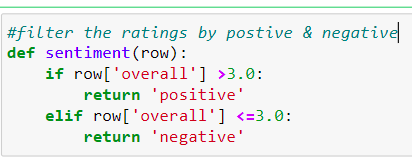 #filter the ratings by postive & negative
def sentiment(row):
    if row['overall'] >3.0:
        return 'positive'
    elif row['overall'] <=3.0:
        return 'negative'